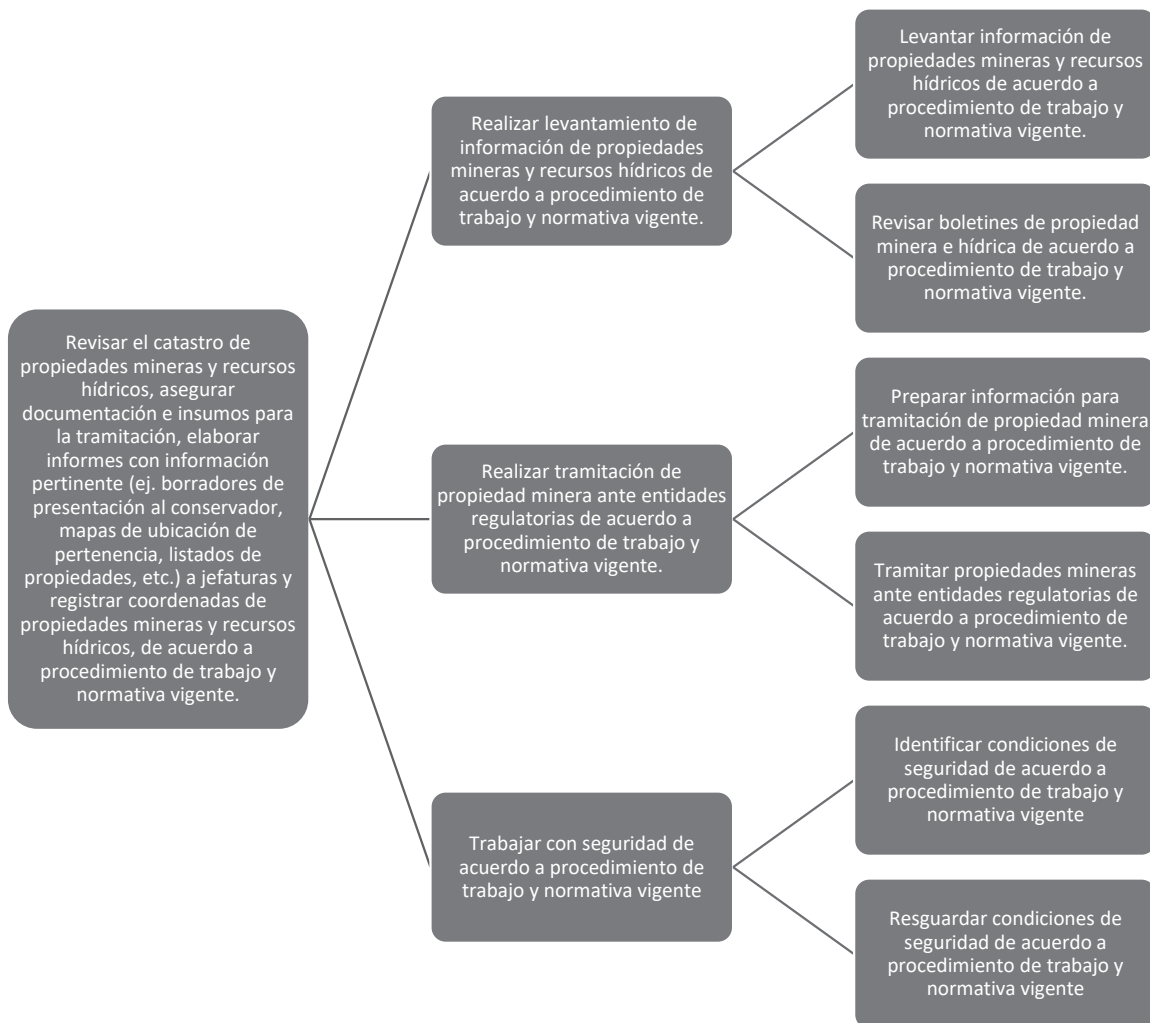 Revisar el catastro de
propiedades mineras y recursos
hídricos, asegurar
documentación e insumos para
la tramitación, elaborar
informes con información
pertinente (ej. borradores de
presentación al conservador,
mapas de ubicación de
pertenencia, listados de
propiedades, etc.) a jefaturas y
registrar coordenadas de
propiedades mineras y recursos
hídricos, de acuerdo a
procedimiento de trabajo y
normativa vigente.
Realizar levantamiento de
información de propiedades
mineras y recursos hídricos de
acuerdo a procedimiento de
trabajo y normativa vigente.
Levantar información de
propiedades mineras y recursos
hídricos de acuerdo a
procedimiento de trabajo y
normativa vigente.
Revisar boletines de propiedad
minera e hídrica de acuerdo a
procedimiento de trabajo y
normativa vigente.
Realizar tramitación de
propiedad minera ante entidades
regulatorias de acuerdo a
procedimiento de trabajo y
normativa vigente.
Preparar información para
tramitación de propiedad minera
de acuerdo a procedimiento de
trabajo y normativa vigente.
Tramitar propiedades mineras
ante entidades regulatorias de
acuerdo a procedimiento de
trabajo y normativa vigente.
Trabajar con seguridad de
acuerdo a procedimiento de
trabajo y normativa vigente
Identificar condiciones de
seguridad de acuerdo a
procedimiento de trabajo y
normativa vigente
Resguardar condiciones de
seguridad de acuerdo a
procedimiento de trabajo y
normativa vigente